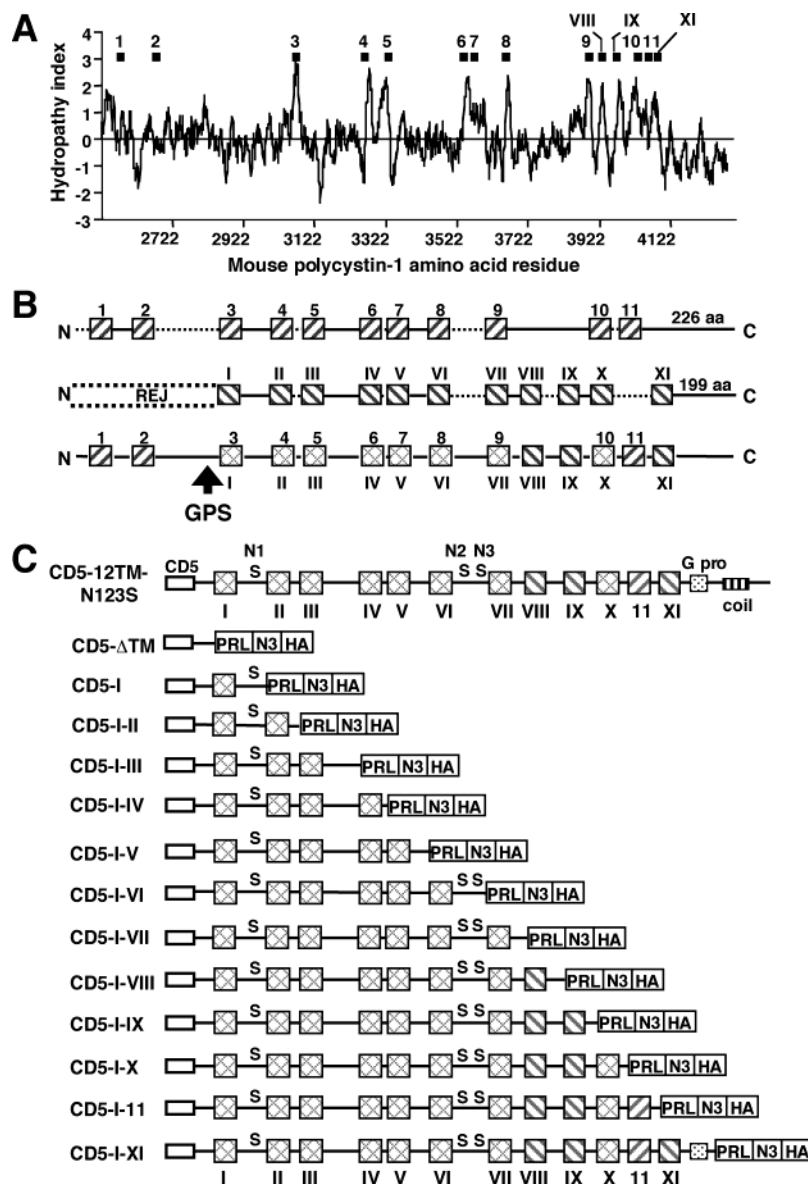 A
VIII IX XI
1 2 3 4 5 6 7 8 9 10 11
Hydropathy index
4
3
2
1
0
-1
-2
-3
2722 2922 3122 3322 3522 3722 3922 4122
Mouse polycystin-1 amino acid residue
B
1 2 3 4 5 6 7 8 9 10 11
N 226 aa C
I II III IV V VI VII VIII IX X XI
N REJ 199 aa C
1 2 3 4 5 6 7 8 9 10 11
N C
I II III IV V VI VII VIII IX X XI
GPS
C
CD5-12TM-N123S
CD5 N1 N2 N3 G pro
S S S
coil
I II III IV V VI VII VIII IX X 11 XI
CD5-ΔTM PRL N3 HA
CD5-I S PRL N3 HA
CD5-I-II S PRL N3 HA
CD5-I-III S PRL N3 HA
CD5-I-IV S PRL N3 HA
CD5-I-V S PRL N3 HA
CD5-I-VI S S S PRL N3 HA
CD5-I-VII S S S PRL N3 HA
CD5-I-VIII S S S PRL N3 HA
CD5-I-IX S S S PRL N3 HA
CD5-I-X S S S PRL N3 HA
CD5-I-11 S S S PRL N3 HA
CD5-I-XI S S S PRL N3 HA
I II III IV V VI VII VIII IX X 11 XI